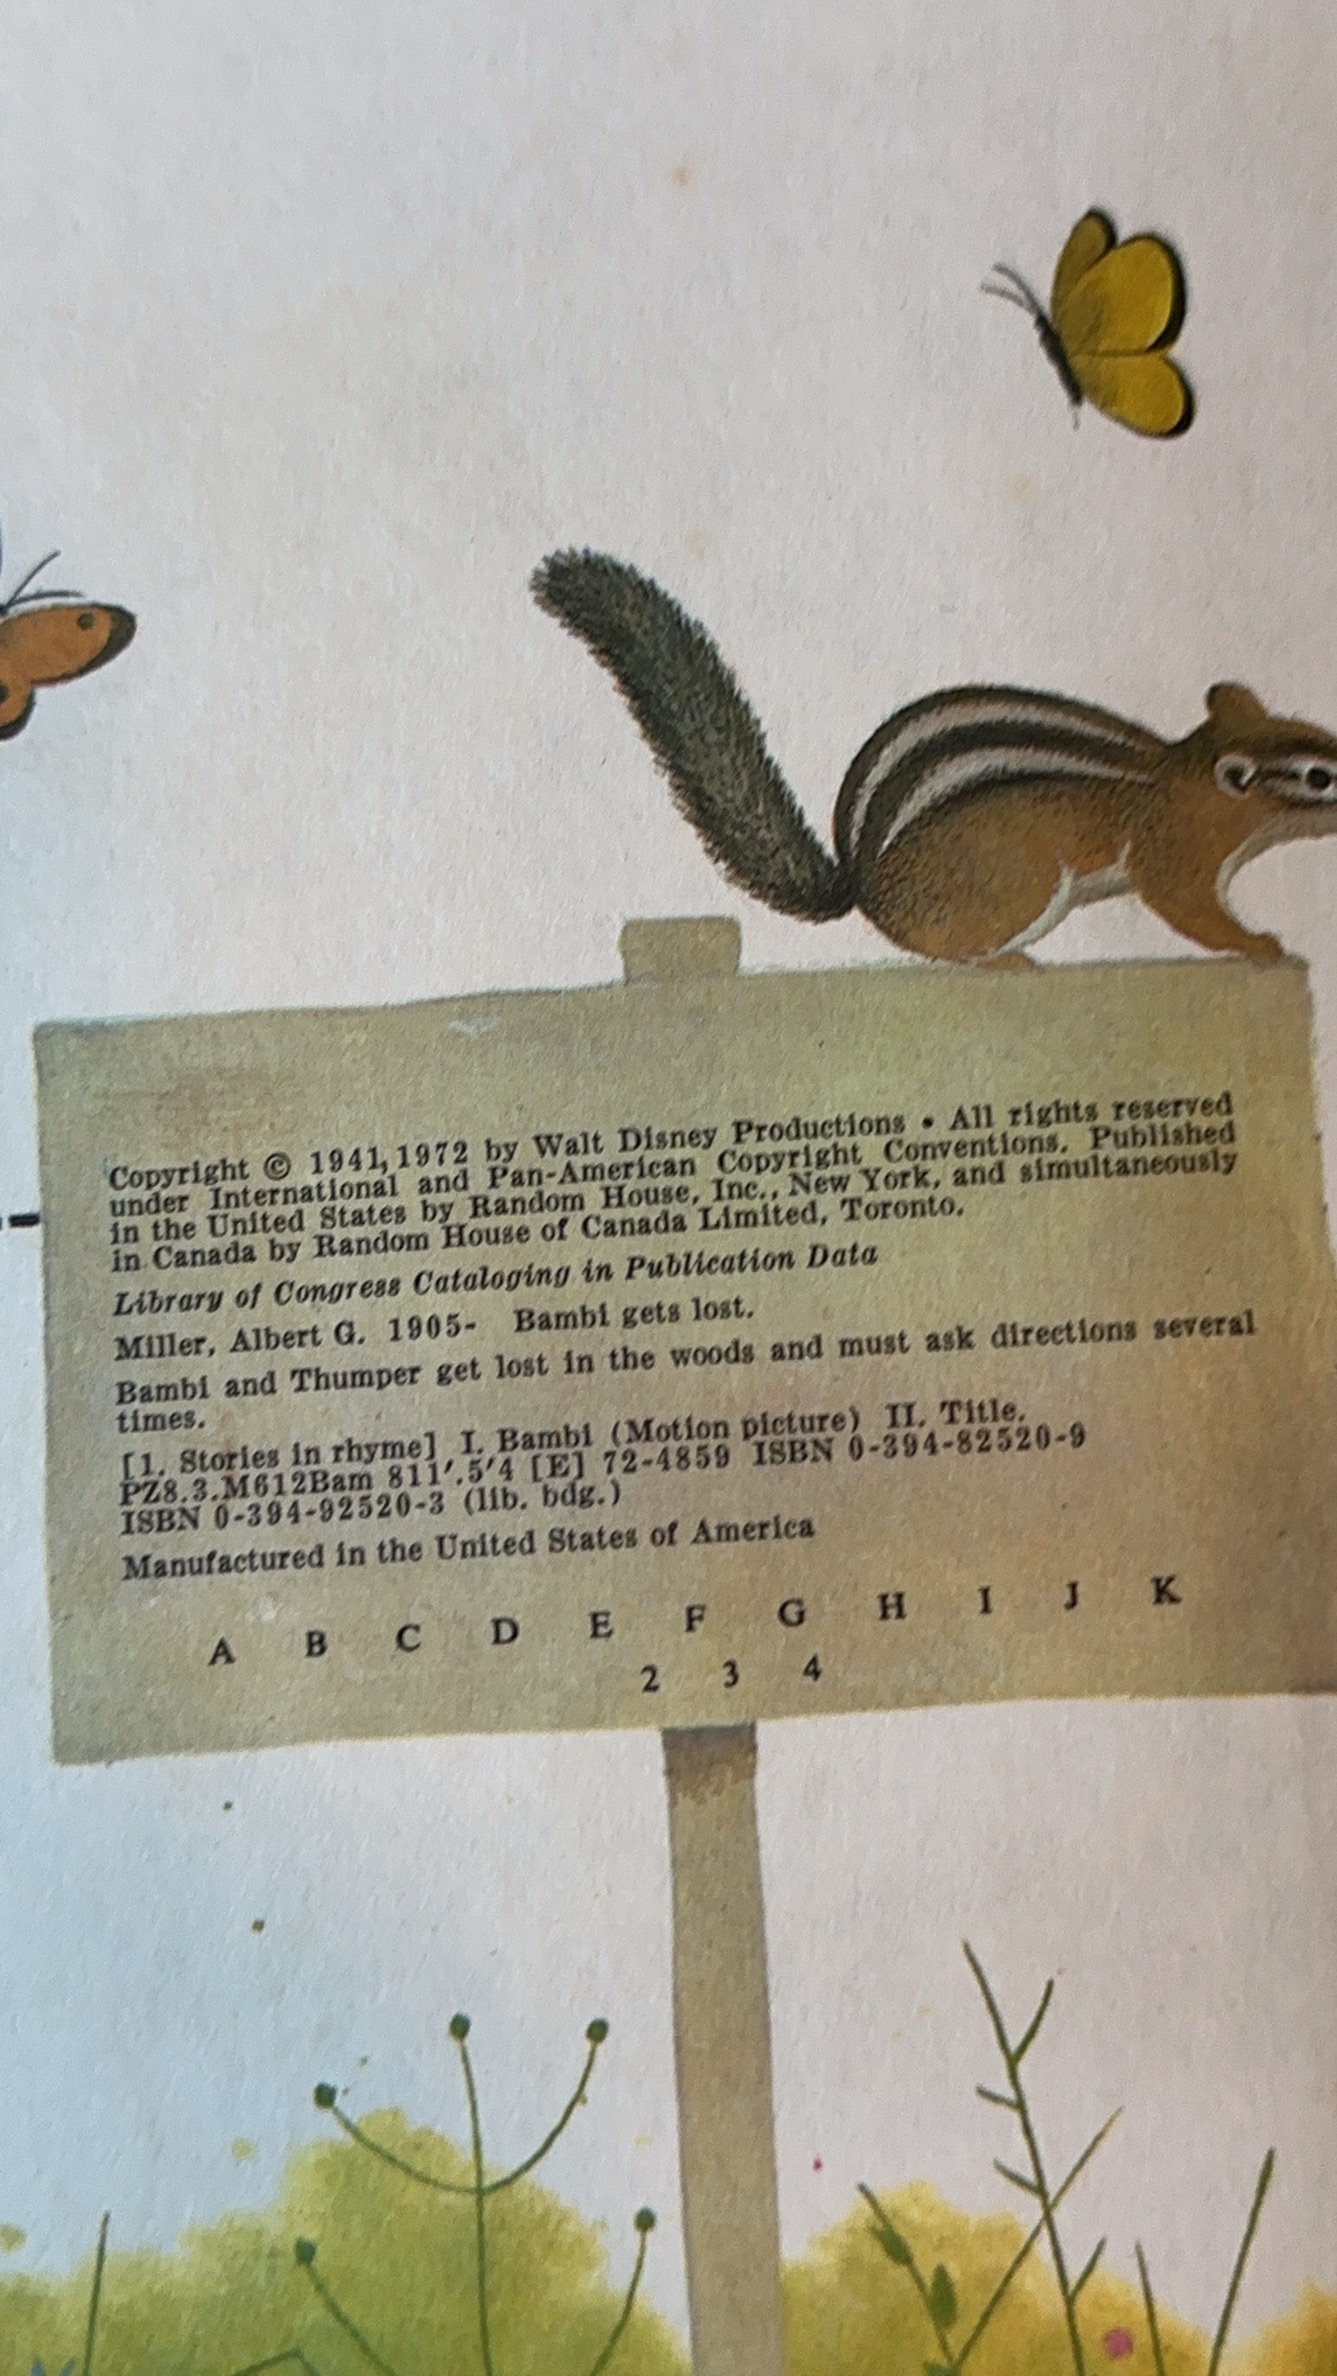 Copyright © 1941, 1972 by Walt Disney Productions • All rights reserved
under International and Pan-American Copyright Conventions. Published
in the United States by Random House, Inc., New York, and simultaneously
in Canada by Random House of Canada Limited, Toronto.
Library of Congress Cataloging in Publication Data
Miller, Albert G. 1905- Bambi gets lost.
Bambi and Thumper get lost in the woods and must ask directions several
times.
[1. Stories in rhyme] I. Bambi (Motion picture) II. Title.
PZ8.3.M612Bam 811'.5'4 [E] 72-4859 ISBN 0-394-82520-9
ISBN 0-394-92520-3 (lib. bdg.)
Manufactured in the United States of America
A B C D E F G H I J K
2 3 4